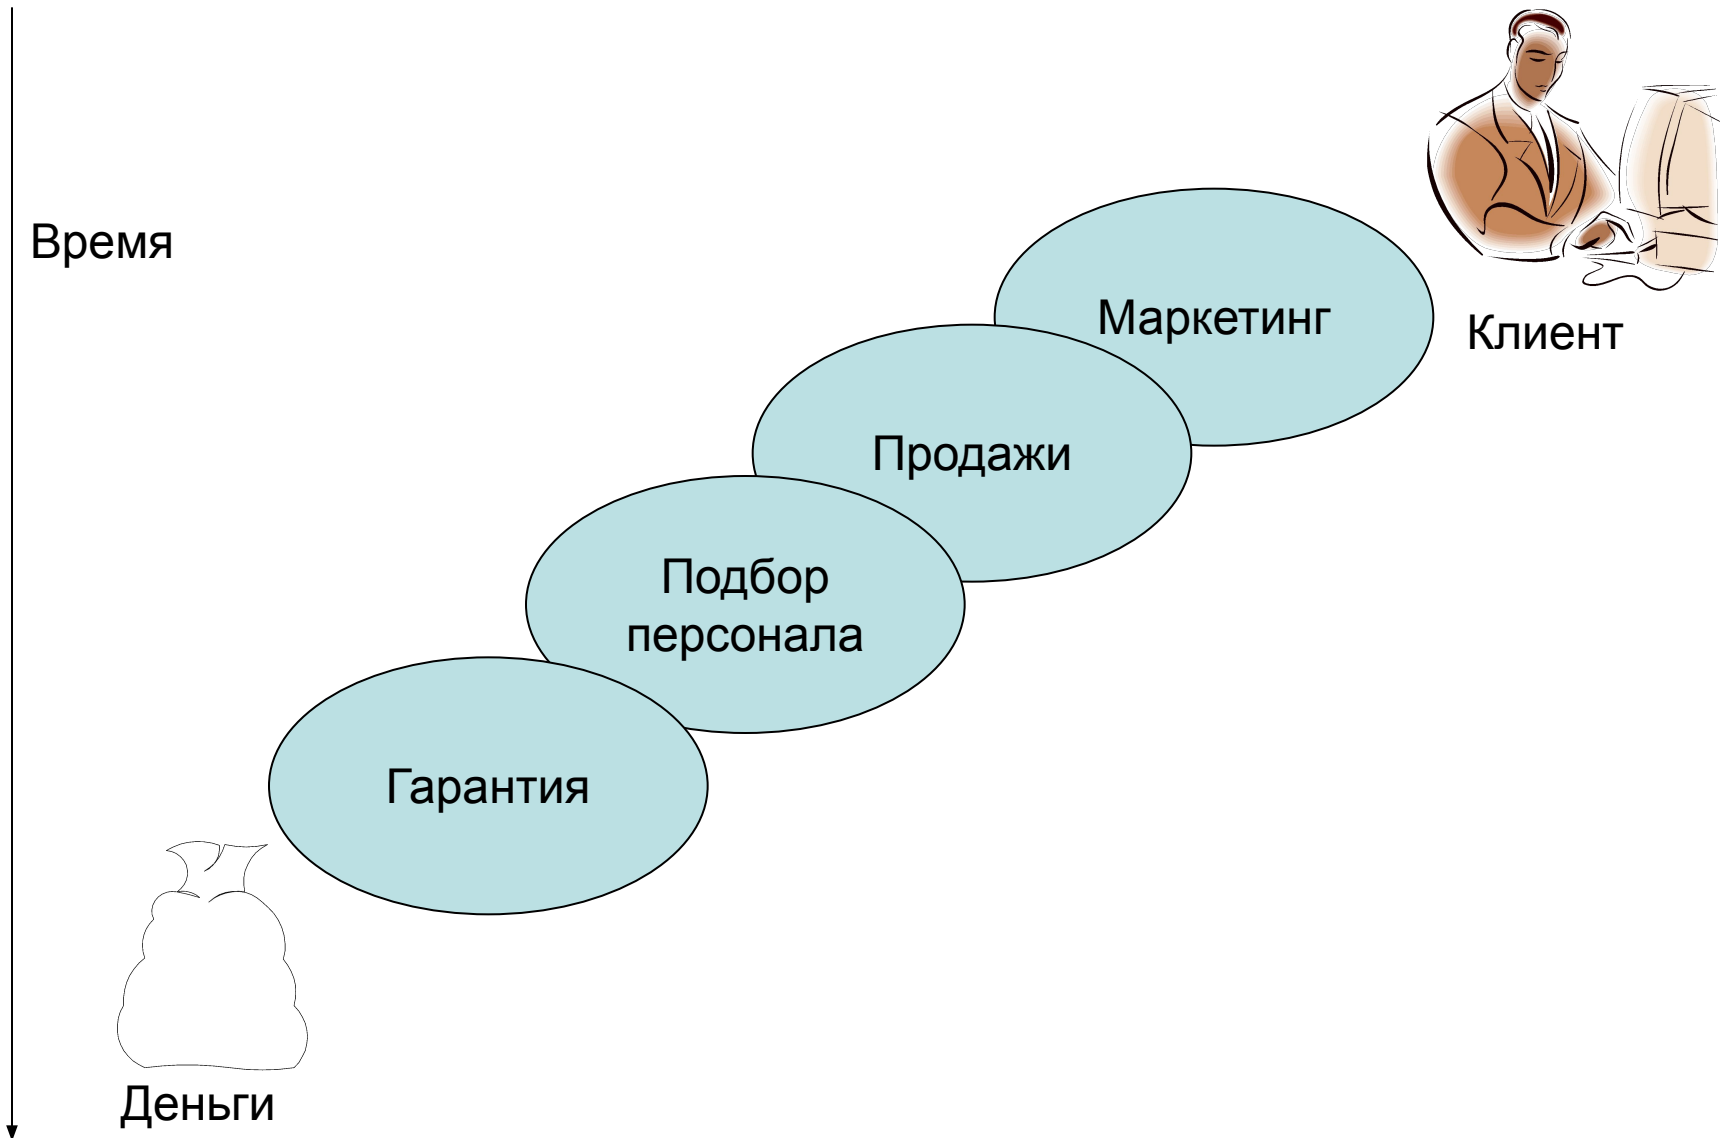 Время
Маркетинг
Клиент
Продажи
Подбор
персонала
Гарантия
Деньги